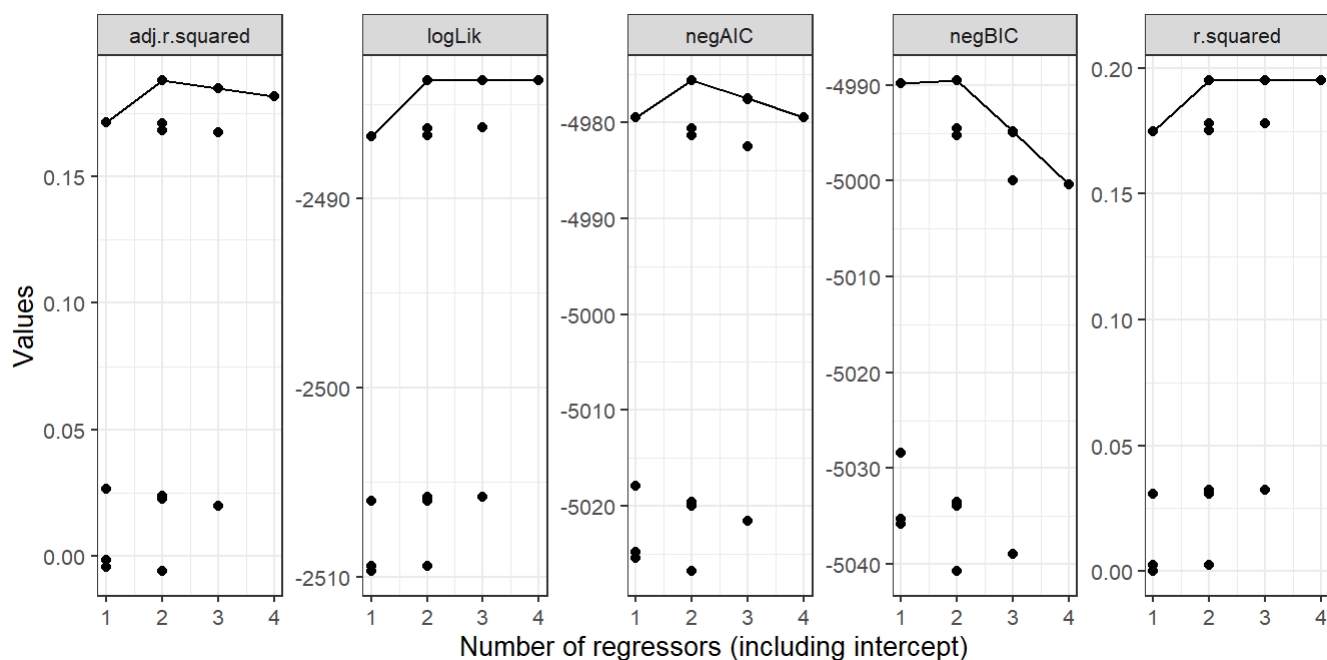 adj.r.squared
logLik
negAIC
negBIC
r.squared
Values
0.15
0.10
0.05
0.00
-2490
-2500
-2510
-4980
-4990
-5000
-5010
-5020
-4990
-5000
-5010
-5020
-5030
-5040
0.20
0.15
0.10
0.05
0.00
1 2 3 4
1 2 3 4
1 2 3 4
1 2 3 4
1 2 3 4
Number of regressors (including intercept)